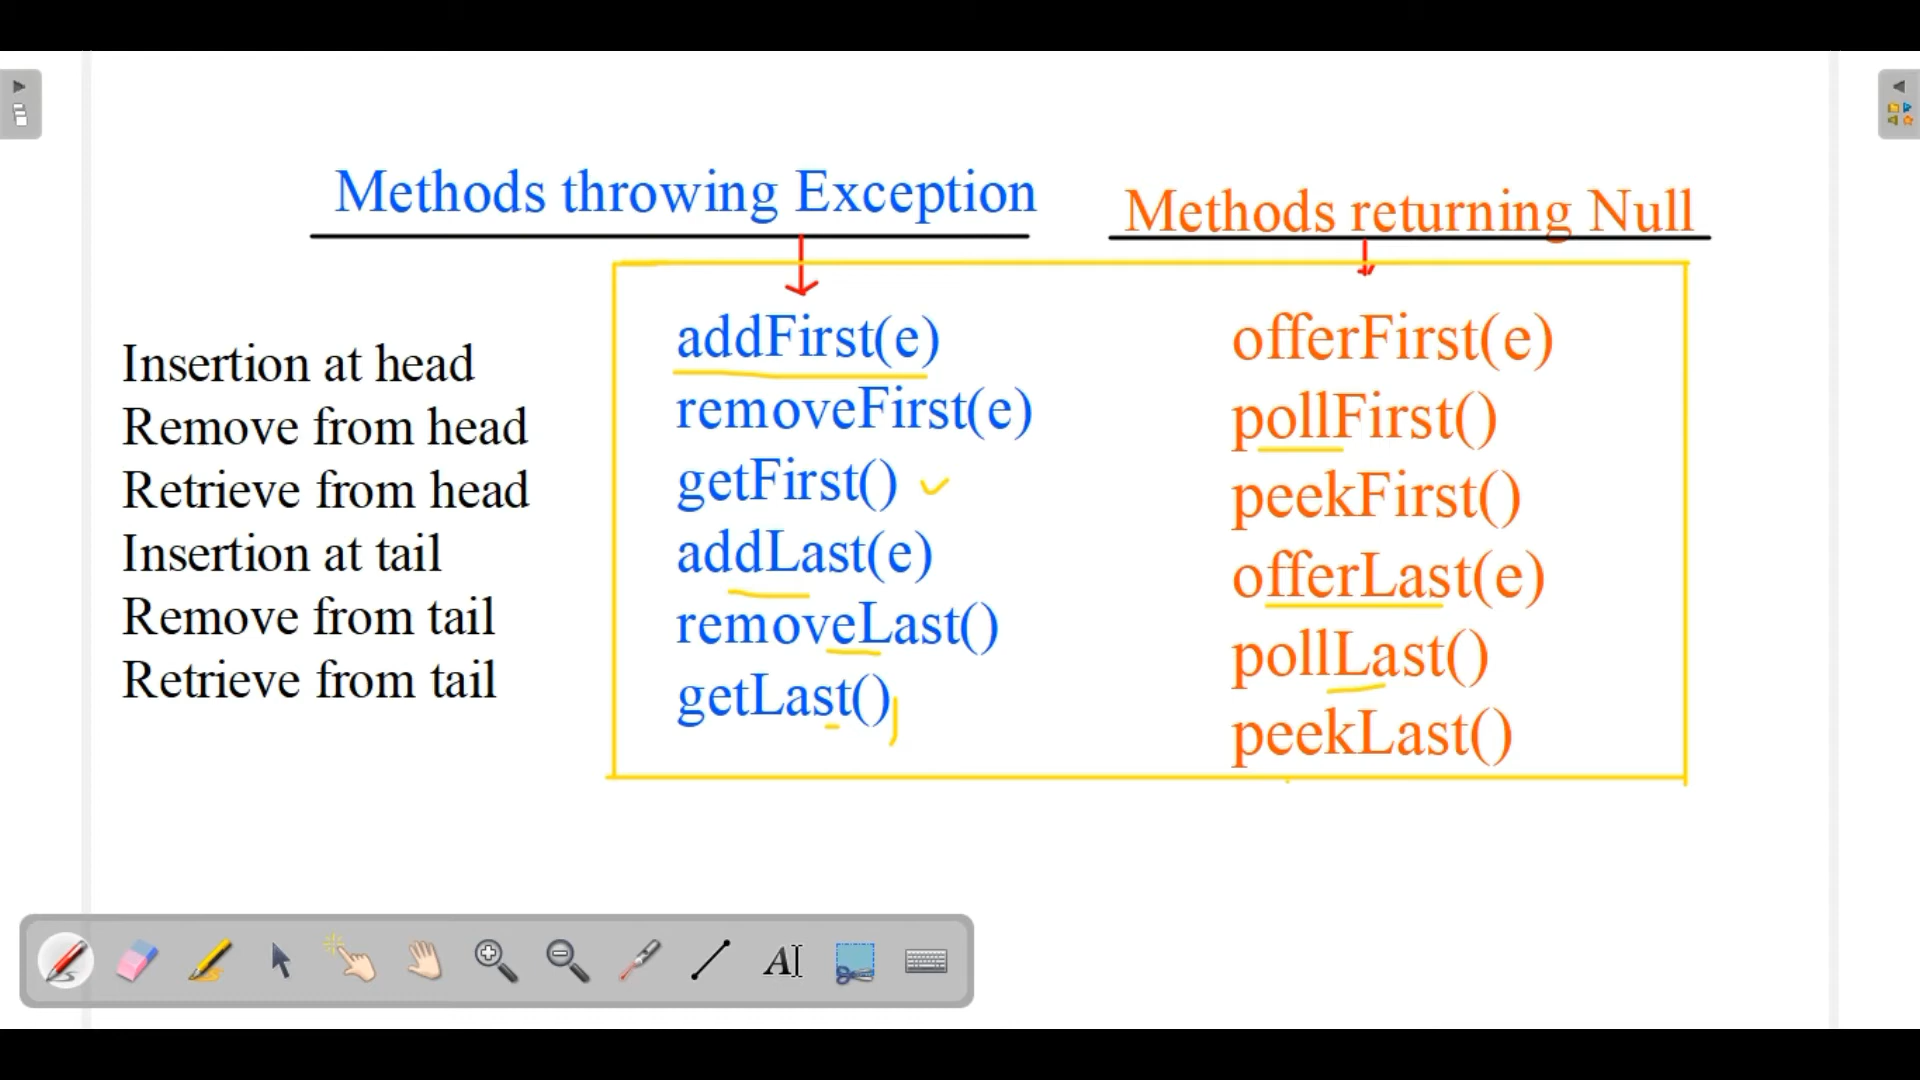 Methods throwing Exception
Methods returning Null
Insertion at head
Remove from head
Retrieve from head
Insertion at tail
Remove from tail
Retrieve from tail
addFirst(e)
removeFirst(e)
getFirst()
addLast(e)
removeLast()
getLast()
offerFirst(e)
pollFirst()
peekFirst()
offerLast(e)
pollLast()
peekLast()